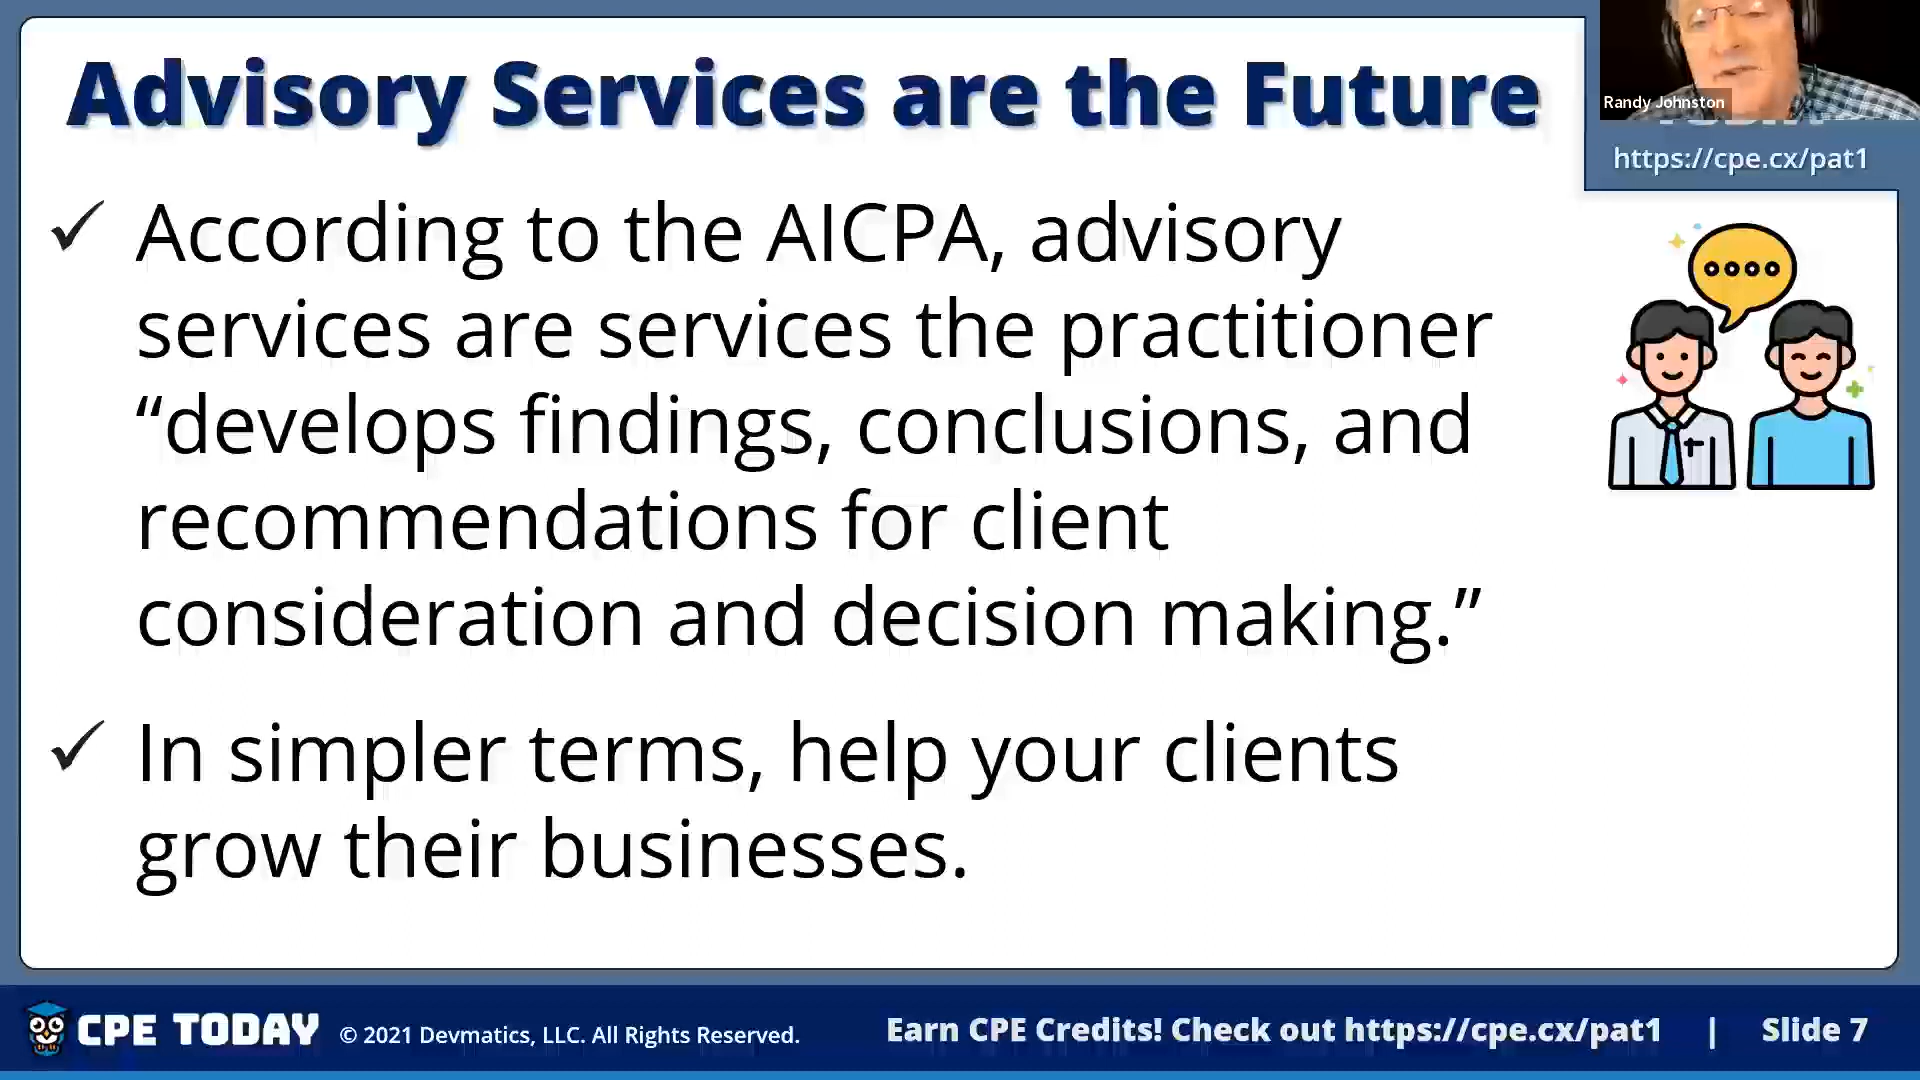 Advisory Services are the Future
Randy Johnston
https://cpe.cx/pat1
✓ According to the AICPA, advisory
services are services the practitioner
“develops findings, conclusions, and
recommendations for client
consideration and decision making.”
✓ In simpler terms, help your clients
grow their businesses.
CPE TODAY © 2021 Devmatics, LLC. All Rights Reserved. Earn CPE Credits! Check out https://cpe.cx/pat1 | Slide 7